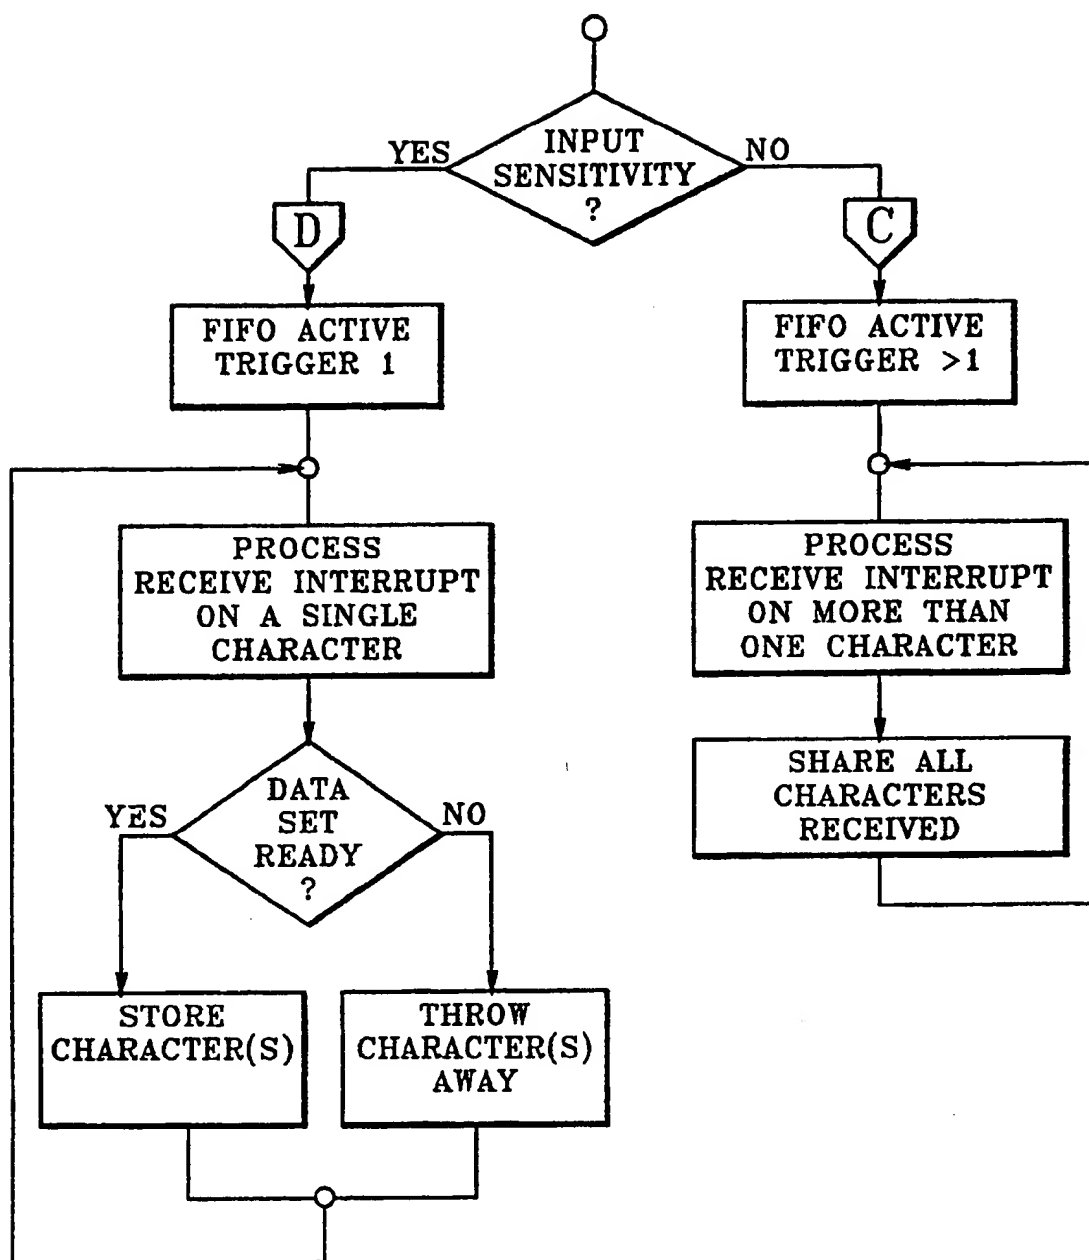 INPUT
SENSITIVITY
?
YES
NO
D
C
FIFO ACTIVE
TRIGGER 1
FIFO ACTIVE
TRIGGER >1
PROCESS
RECEIVE INTERRUPT
ON A SINGLE
CHARACTER
PROCESS
RECEIVE INTERRUPT
ON MORE THAN
ONE CHARACTER
DATA
SET
READY
?
YES
NO
SHARE ALL
CHARACTERS
RECEIVED
STORE
CHARACTER(S)
THROW
CHARACTER(S)
AWAY